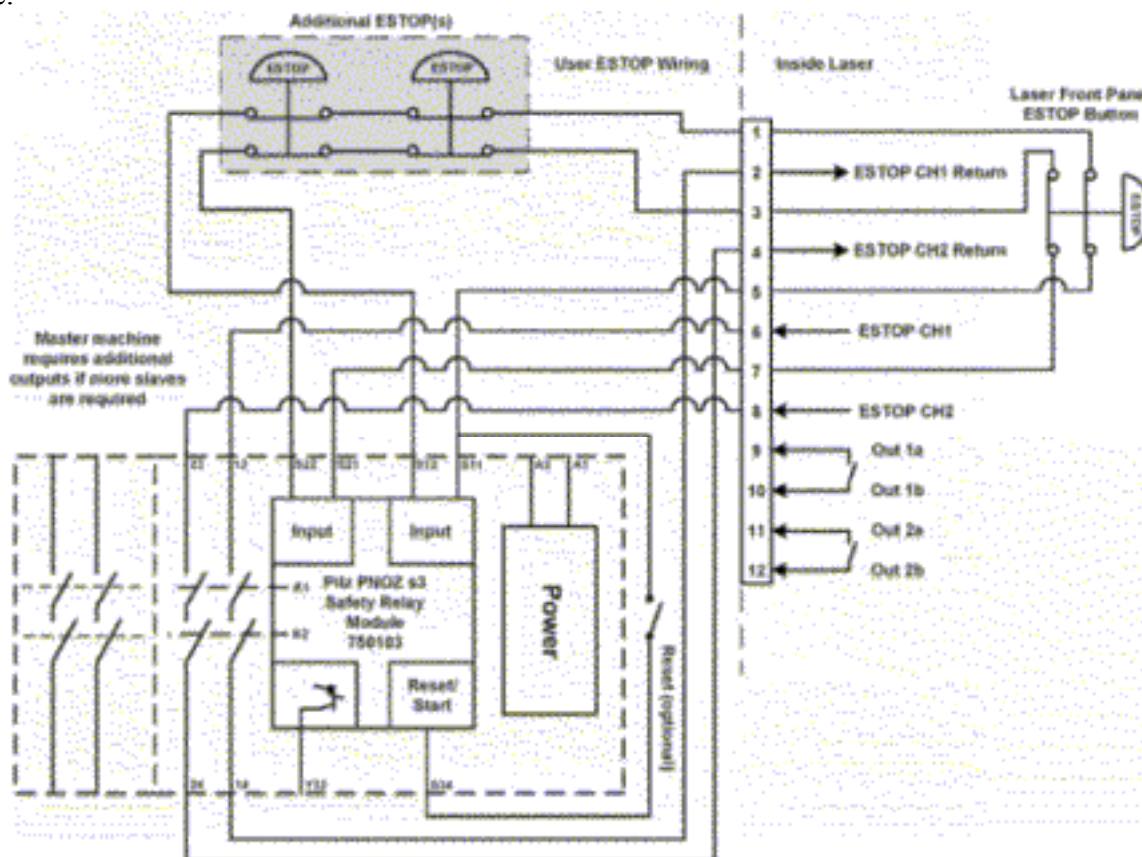 Additional ESTOP(s)
ESTOP
ESTOP
User ESTOP Wiring
Inside Laser
Laser Front Pane
ESTOP Button
ESTOP
1
2
ESTOP CH1 Return
3
4
ESTOP CH2 Return
5
6
ESTOP CH1
7
8
ESTOP CH2
9
Out 1a
10
Out 1b
11
Out 2a
12
Out 2b
Master machine
requires additional
outputs if more slaves
are required
23
13
S22
S21
S12
S11
A2
A1
Input
Input
Pilz PNOZ s3
Safety Relay
Module
750103
K1
K2
Power
Reset/
Start
Reset (optional)
24
14
Y32
S34